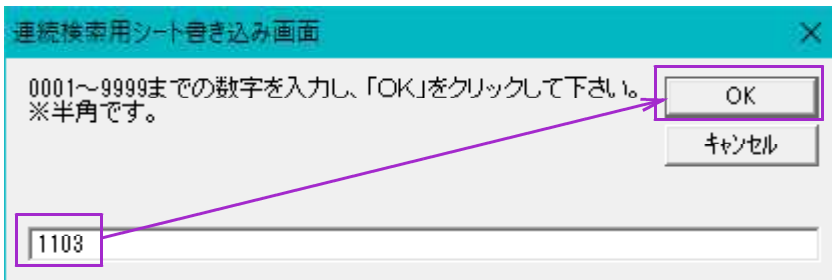 連続検索用シート書き込み画面
0001～9999までの数字を入力し、「OK」をクリックして下さい。
※半角です。
OK
キャンセル
1103